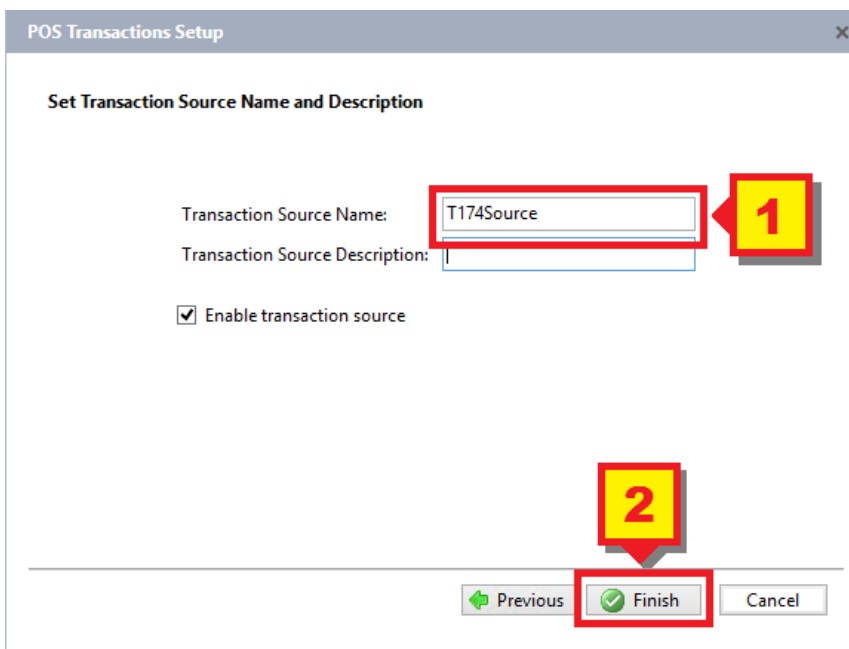 POS Transactions Setup
Set Transaction Source Name and Description
Transaction Source Name: T174Source
1
Transaction Source Description:
Enable transaction source
2
Previous Finish Cancel